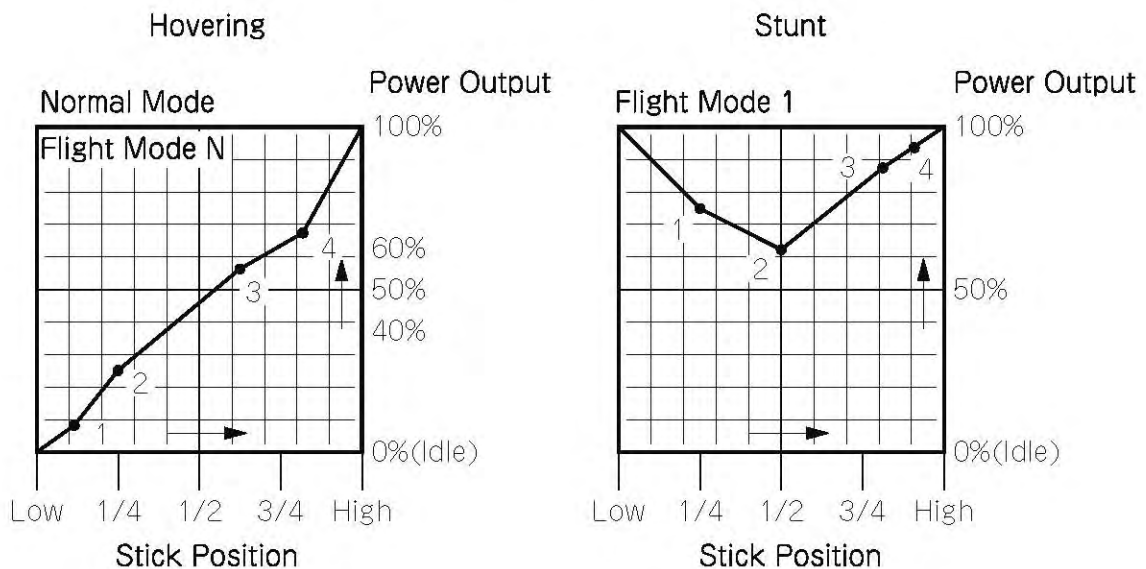 Hovering
Normal Mode
Power Output
Flight Mode N
100%
60%
50%
40%
0%(Idle)
1
2
3
4
Low 1/4 1/2 3/4 High
Stick Position
Stunt
Flight Mode 1
Power Output
100%
50%
0%(Idle)
1
2
3
4
Low 1/4 1/2 3/4 High
Stick Position